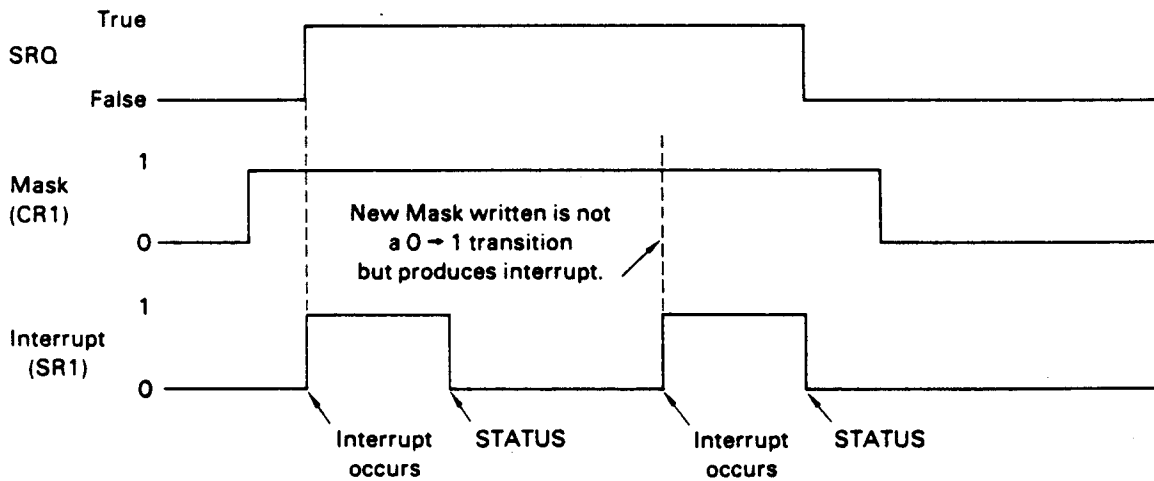 True
SRQ
False
1
Mask
(CR1)
0
New Mask written is not
a 0 → 1 transition
but produces interrupt.
1
Interrupt
(SR1)
0
Interrupt
occurs
STATUS
Interrupt
occurs
STATUS